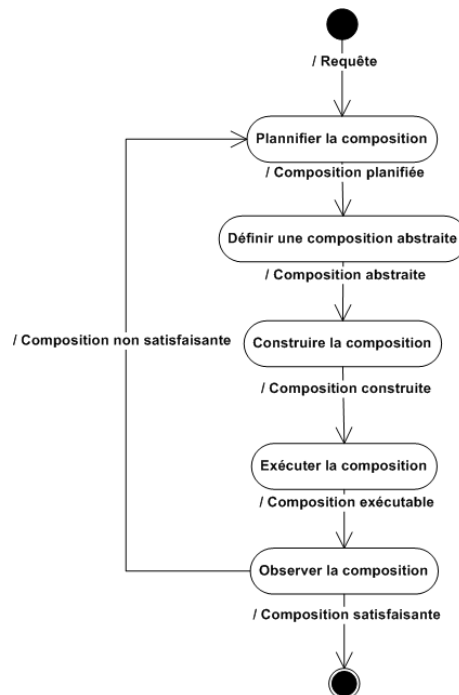 / Requête
Plannifier la composition
/ Composition planifiée
Définir une composition abstraite
/ Composition abstraite
/ Composition non satisfaisante
Construire la composition
/ Composition construite
Exécuter la composition
/ Composition exécutable
Observer la composition
/ Composition satisfaisante